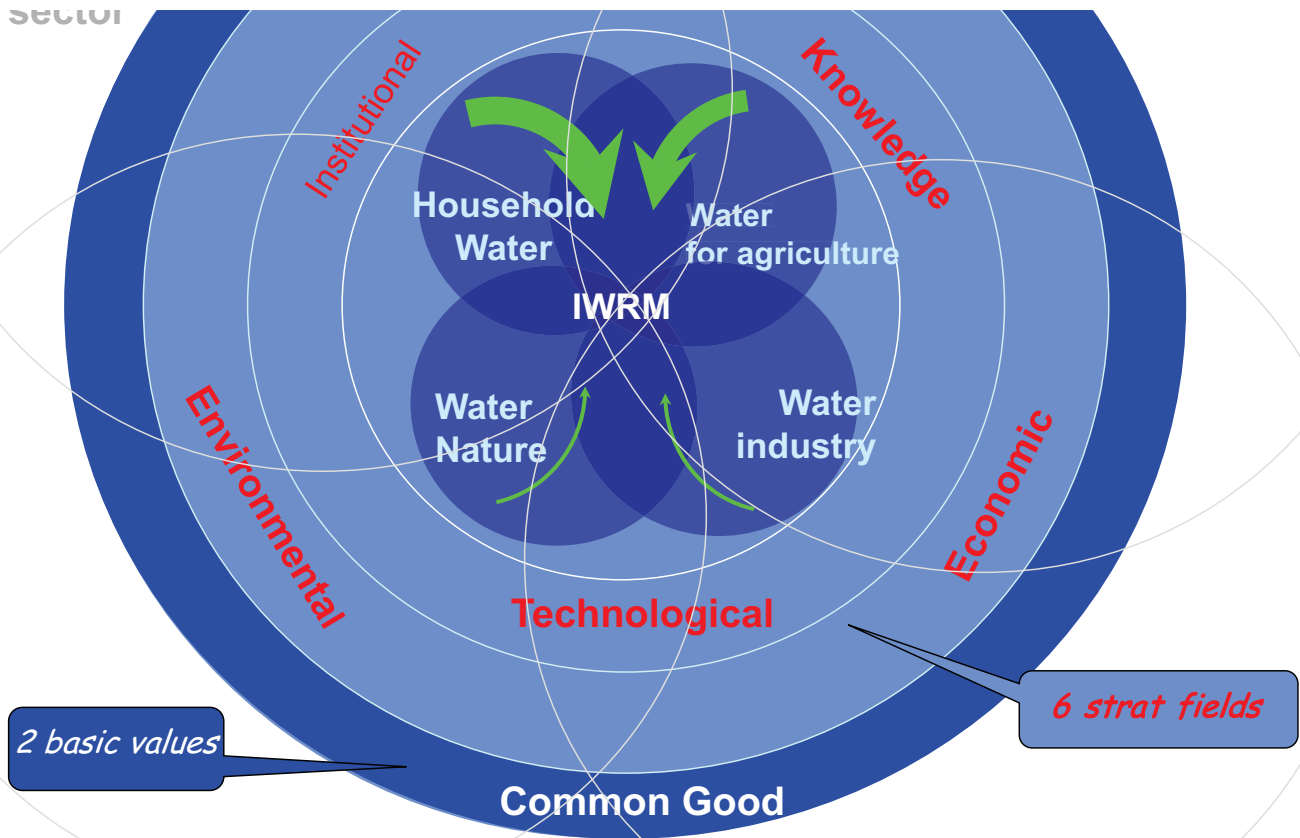 sector
Institutional
Knowledge
Household
Water
Water
for agriculture
IWRM
Water
Nature
Water
industry
Environmental
Economic
Technological
6 strat fields
2 basic values
Common Good